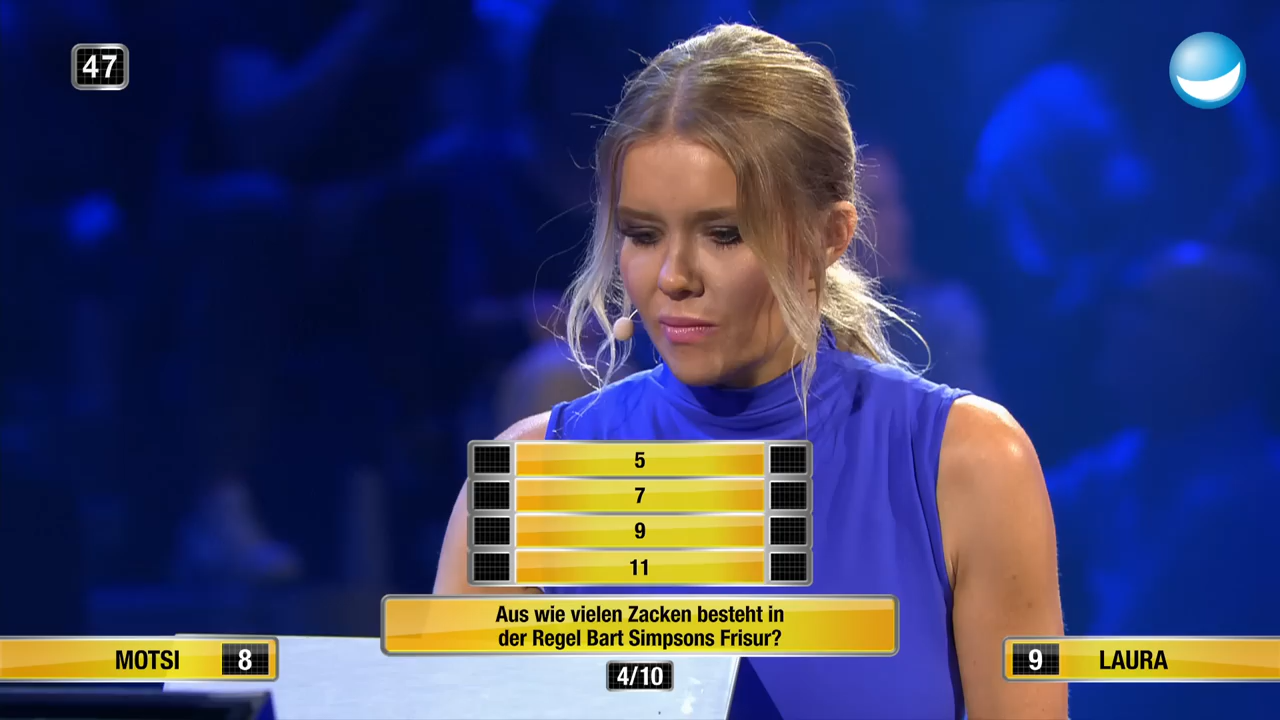 47
5
7
9
11
Aus wie vielen Zacken besteht in
der Regel Bart Simpsons Frisur?
MOTSI 8
9 LAURA
4/10